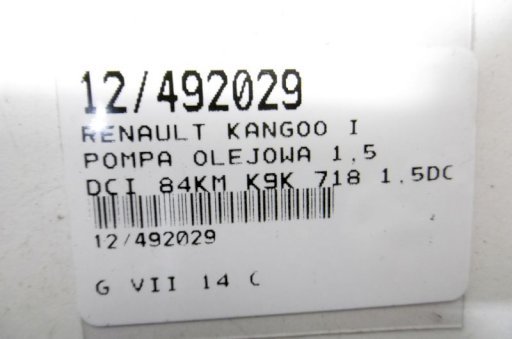 12/492029
RENAULT KANGOO I
POMPA OLEJOWA 1,5
DCI 84KM K9K 718 1.5DC
12/492029
G VII 14 C